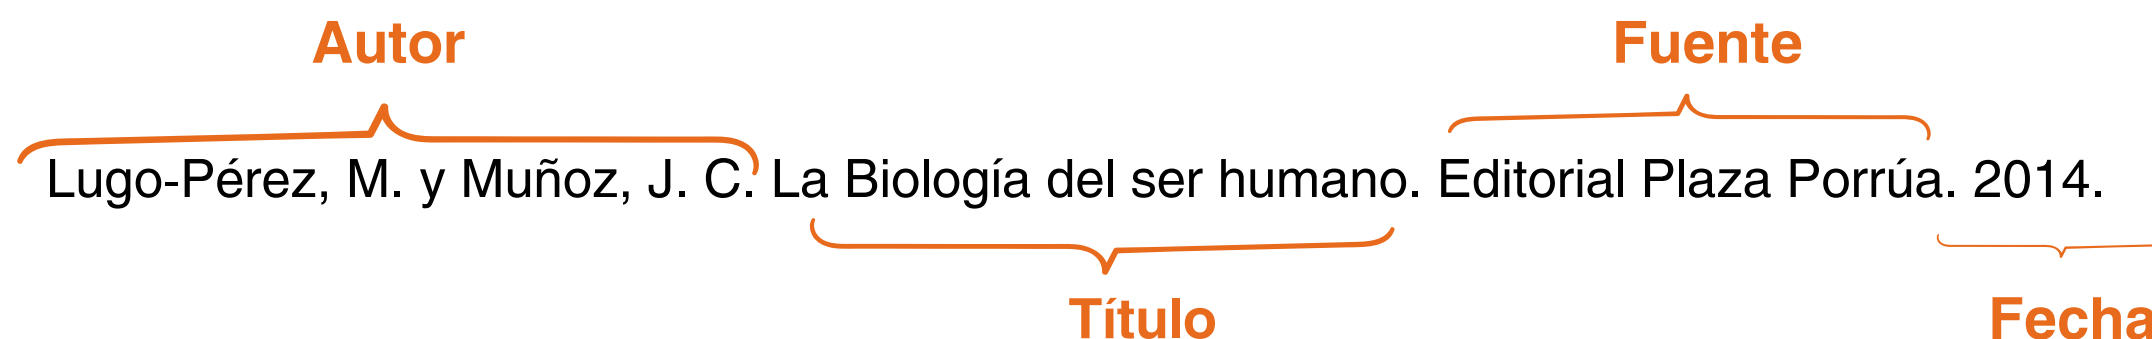 Autor Fuente
Lugo-Pérez, M. y Muñoz, J. C. La Biología del ser humano. Editorial Plaza Porrúa. 2014.
Título Fecha